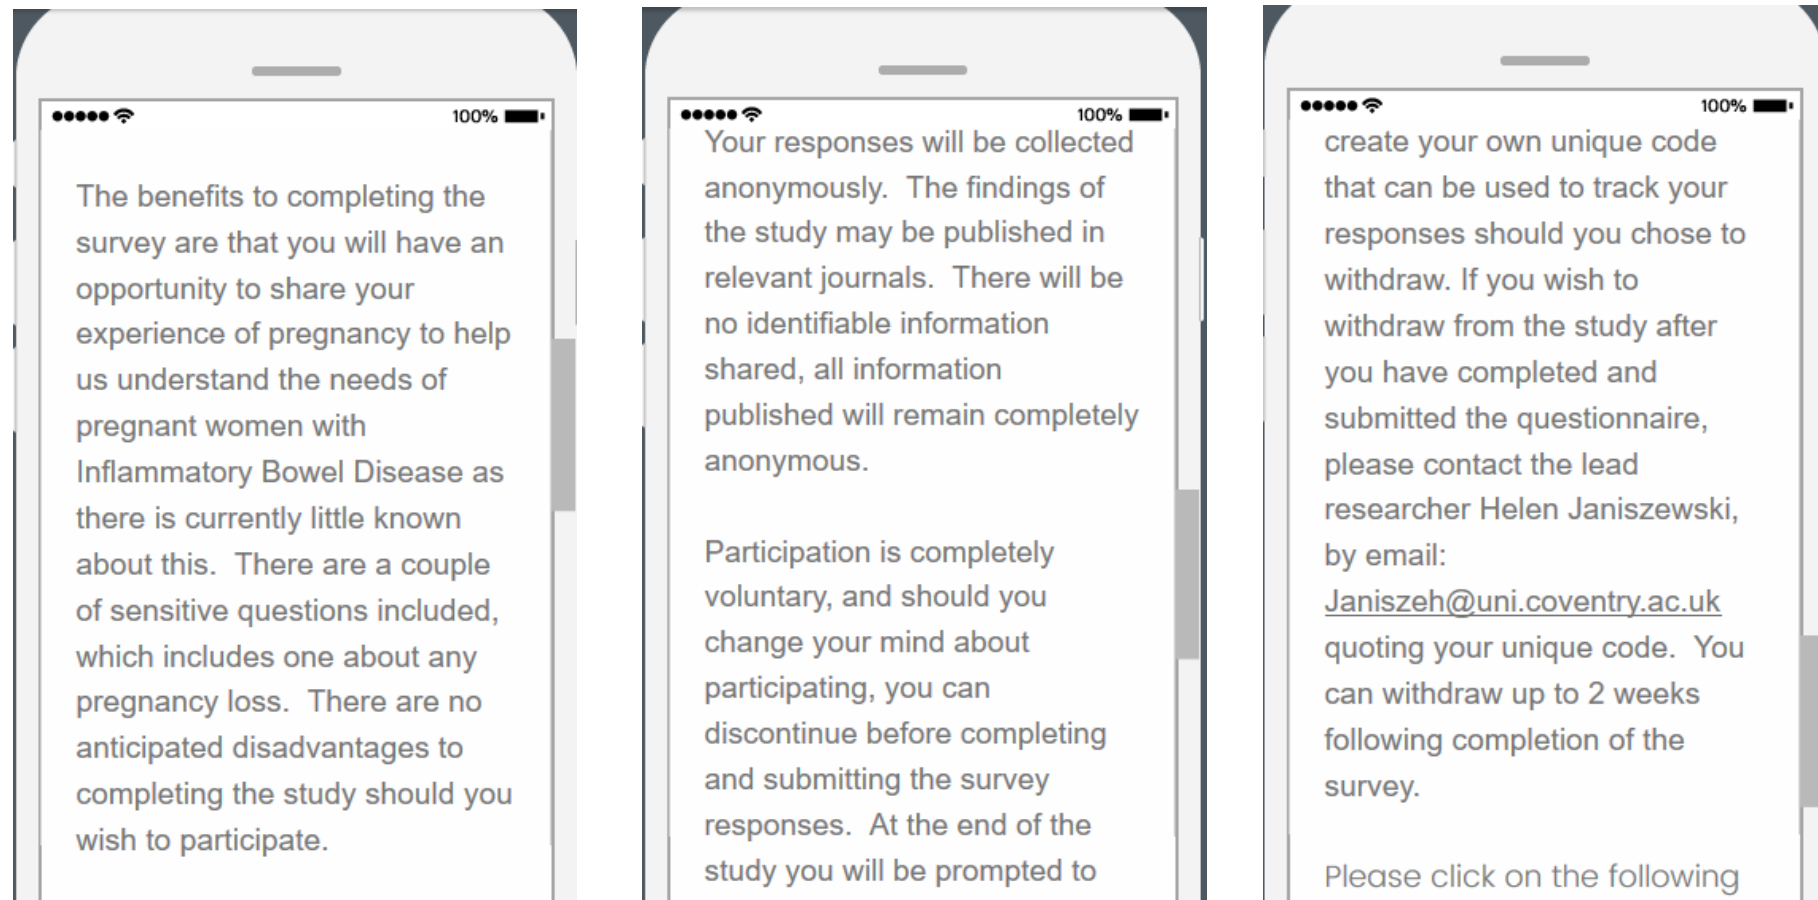 100%
The benefits to completing the
survey are that you will have an
opportunity to share your
experience of pregnancy to help
us understand the needs of
pregnant women with
Inflammatory Bowel Disease as
there is currently little known
about this.  There are a couple
of sensitive questions included,
which includes one about any
pregnancy loss.  There are no
anticipated disadvantages to
completing the study should you
wish to participate.
100%
Your responses will be collected
anonymously.  The findings of
the study may be published in
relevant journals.  There will be
no identifiable information
shared, all information
published will remain completely
anonymous.
Participation is completely
voluntary, and should you
change your mind about
participating, you can
discontinue before completing
and submitting the survey
responses.  At the end of the
study you will be prompted to
100%
create your own unique code
that can be used to track your
responses should you chose to
withdraw. If you wish to
withdraw from the study after
you have completed and
submitted the questionnaire,
please contact the lead
researcher Helen Janiszewski,
by email:
Janiszeh@uni.coventry.ac.uk
quoting your unique code.  You
can withdraw up to 2 weeks
following completion of the
survey.
Please click on the following